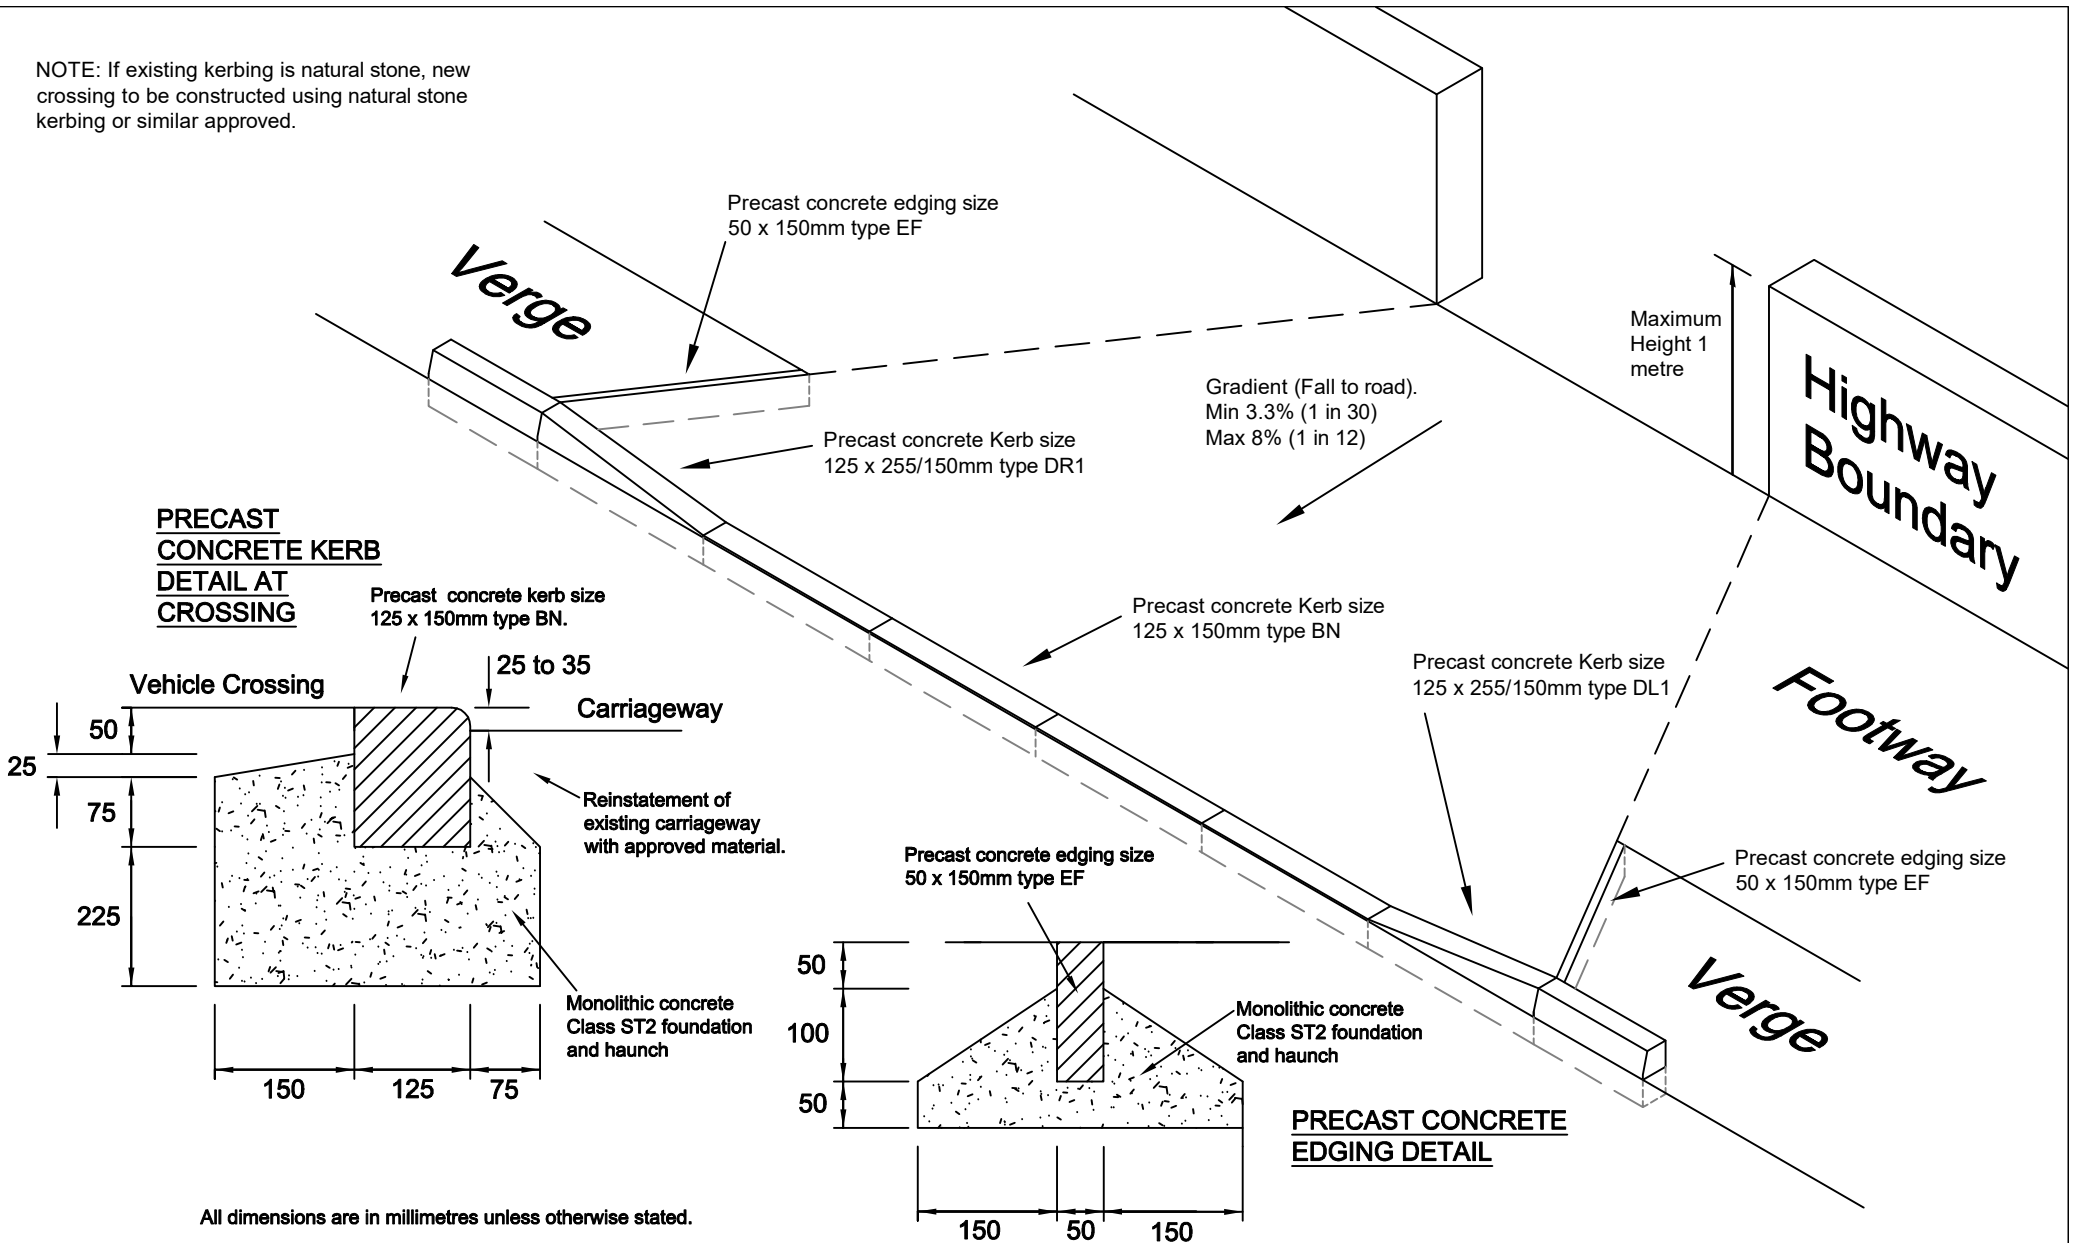 NOTE: If existing kerbing is natural stone, new
crossing to be constructed using natural stone
kerbing or similar approved.
Precast concrete edging size
50 x 150mm type EF
Verge
Maximum
Height 1
metre
Highway
Boundary
Gradient (Fall to road).
Min 3.3% (1 in 30)
Max 8% (1 in 12)
Precast concrete Kerb size
125 x 255/150mm type DR1
PRECAST
CONCRETE KERB
DETAIL AT
CROSSING
Precast concrete kerb size
125 x 150mm type BN.
Precast concrete Kerb size
125 x 150mm type BN
Precast concrete Kerb size
125 x 255/150mm type DL1
Footway
Vehicle Crossing
25 to 35
Carriageway
50
25
75
225
Reinstatement of
existing carriageway
with approved material.
Monolithic concrete
Class ST2 foundation
and haunch
150
125
75
Precast concrete edging size
50 x 150mm type EF
Precast concrete edging size
50 x 150mm type EF
Verge
50
100
50
Monolithic concrete
Class ST2 foundation
and haunch
PRECAST CONCRETE
EDGING DETAIL
150
50
150
All dimensions are in millimetres unless otherwise stated.